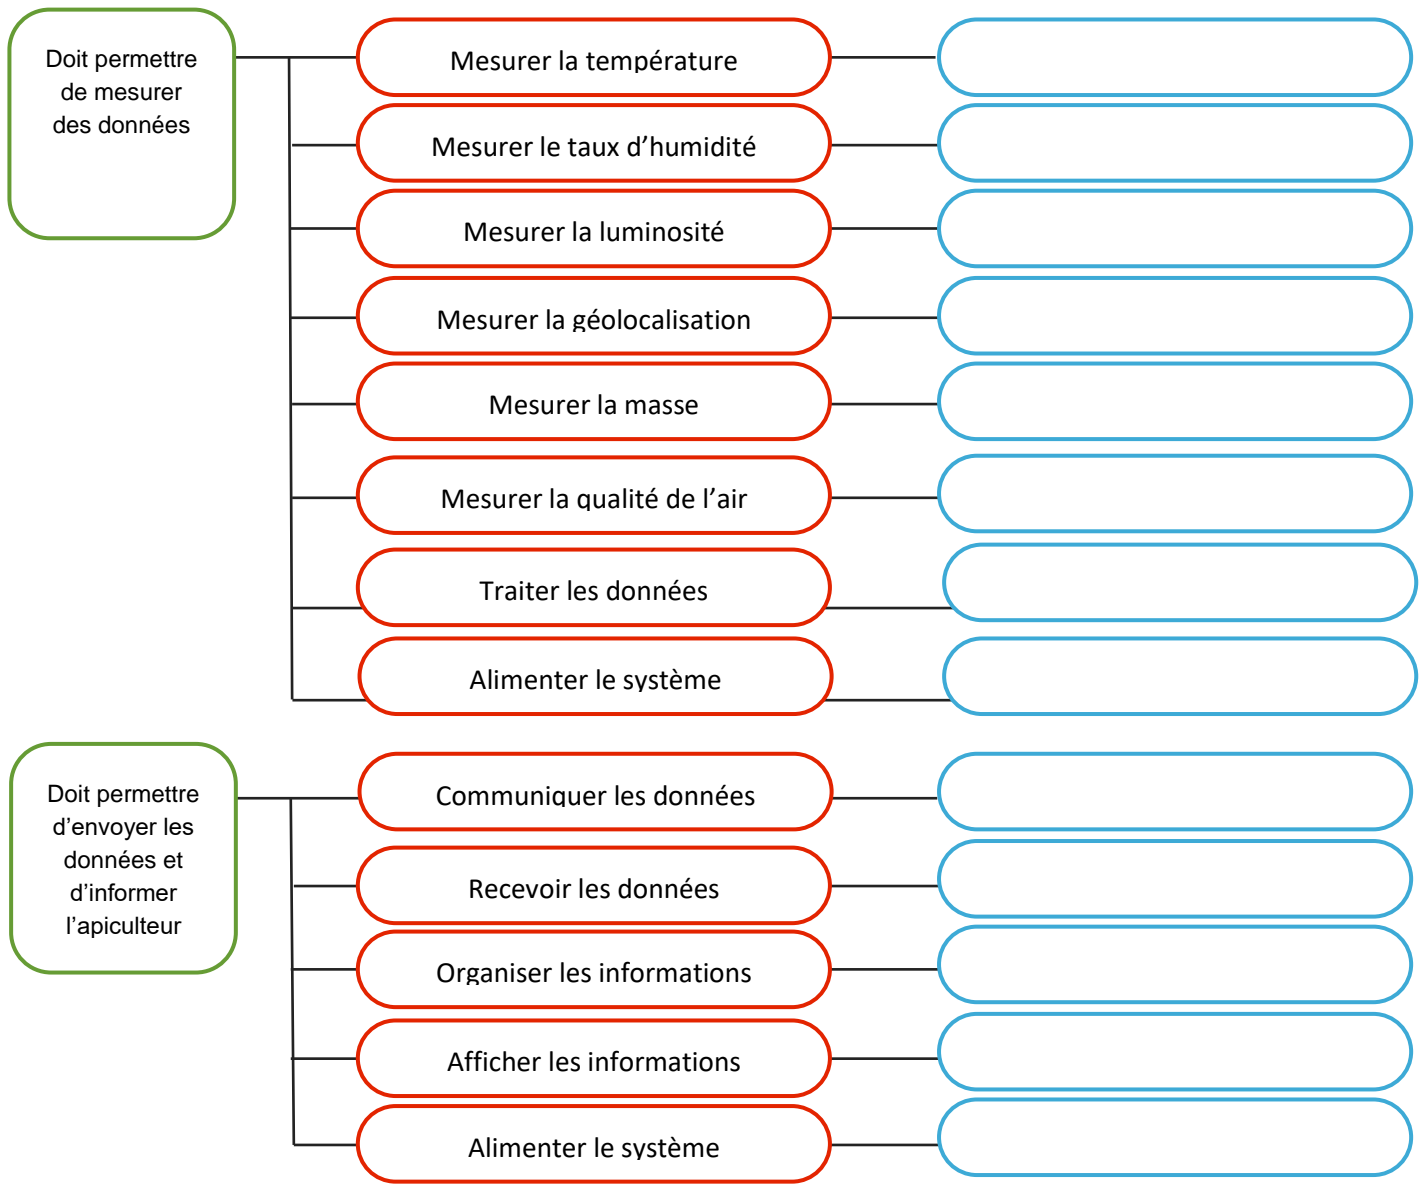 Doit permettre
de mesurer
des données
Mesurer la température
Mesurer le taux d’humidité
Mesurer la luminosité
Mesurer la géolocalisation
Mesurer la masse
Mesurer la qualité de l’air
Traiter les données
Alimenter le système
Doit permettre
d’envoyer les
données et
d’informer
l’apiculteur
Communiquer les données
Recevoir les données
Organiser les informations
Afficher les informations
Alimenter le système